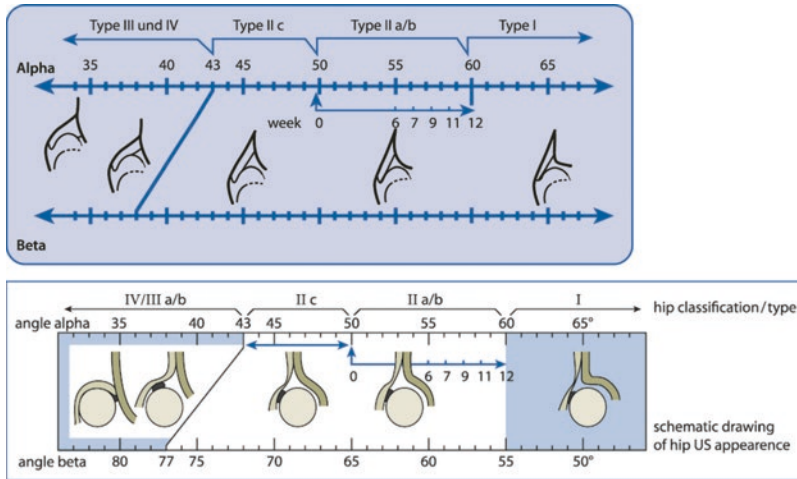 Type III und IV Type II c Type II a/b Type I
Alpha 35 40 43 45 50 55 60 65
week 0 6 7 9 11 12
Beta
IV/III a/b II c II a/b I hip classification/type
angle alpha 35 40 43 45 50 55 60 65°
0 6 7 9 11 12
schematic drawing
of hip US appearence
angle beta 80 77 75 70 65 60 55 50°